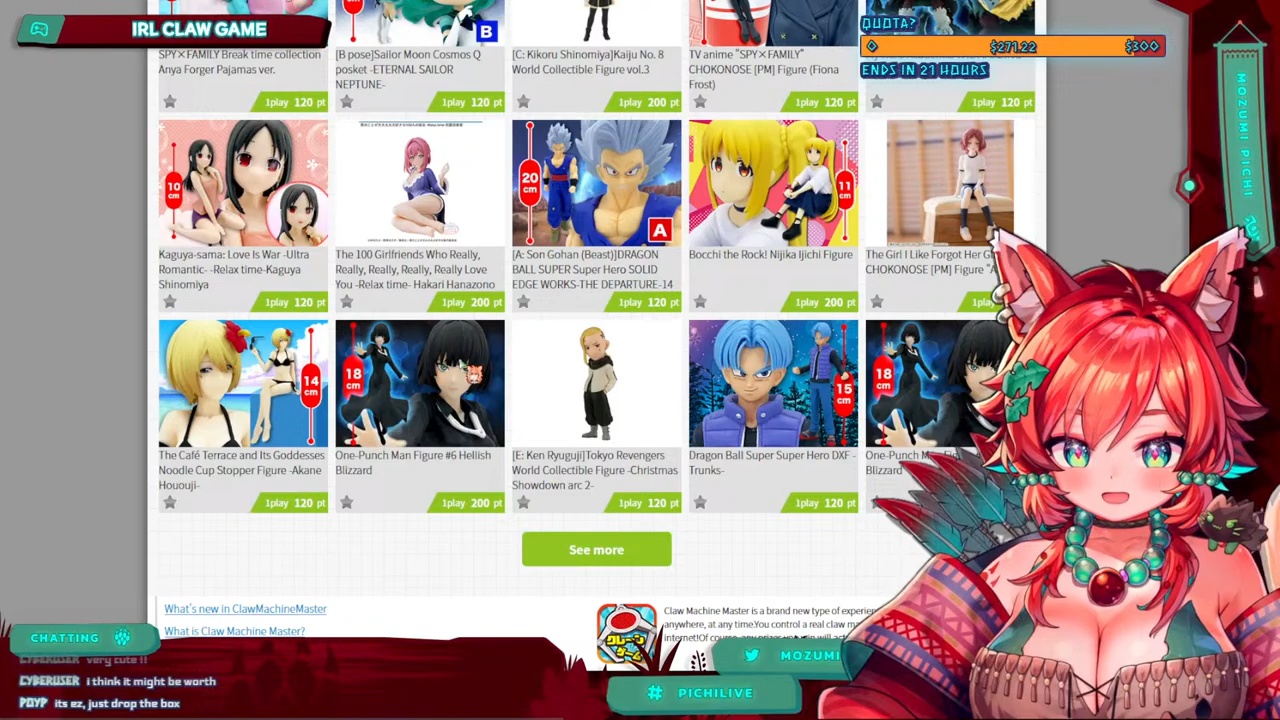 IRL CLAW GAME
QUOTA?
$271.22
$300
ENDS IN 21 HOURS
MOZUMI PICHI
SPY×FAMILY Break time collection
Anya Forger Pajamas ver.
1play 120 pt
B
[B pose]Sailor Moon Cosmos Q
posket -ETERNAL SAILOR
NEPTUNE-
1play 120 pt
[C: Kikoru Shinomiya]Kaiju No. 8
World Collectible Figure vol.3
1play 200 pt
TV anime "SPY×FAMILY"
CHOKONOSE [PM] Figure (Fiona
Frost)
1play 120 pt
1play 120 pt
10
cm
Kaguya-sama: Love Is War -Ultra
Romantic- -Relax time-Kaguya
Shinomiya
1play 120 pt
The 100 Girlfriends Who Really,
Really, Really, Really, Really Love
You -Relax time- Hakari Hanazono
1play 200 pt
20
cm
A
[A: Son Gohan (Beast)]DRAGON
BALL SUPER Super Hero SOLID
EDGE WORKS-THE DEPARTURE-14
1play 120 pt
11
cm
Bocchi the Rock! Nijika Ijichi Figure
1play 200 pt
The Girl I Like Forgot Her
CHOKONOSE [PM] Figure
1play
14
cm
The Café Terrace and Its Goddesses
Noodle Cup Stopper Figure -Akane
Hououji-
1play 120 pt
18
cm
One-Punch Man Figure #6 Hellish
Blizzard
1play 200 pt
[E: Ken Ryuguji]Tokyo Revengers
World Collectible Figure -Christmas
Showdown arc 2-
1play 120 pt
15
cm
Dragon Ball Super Super Hero DXF -
Trunks-
1play 120 pt
18
cm
One-Punch
Blizzard
See more
What's new in ClawMachineMaster
What is Claw Machine Master?
クレーン
ゲーム
Claw Machine Master is a brand new type of
anywhere, at any time.You control a real claw
CHATTING
CYBERUSER very cute !!
CYBERUSER i think it might be worth
POYP its ez, just drop the box
MOZUMI
# PICHILIVE